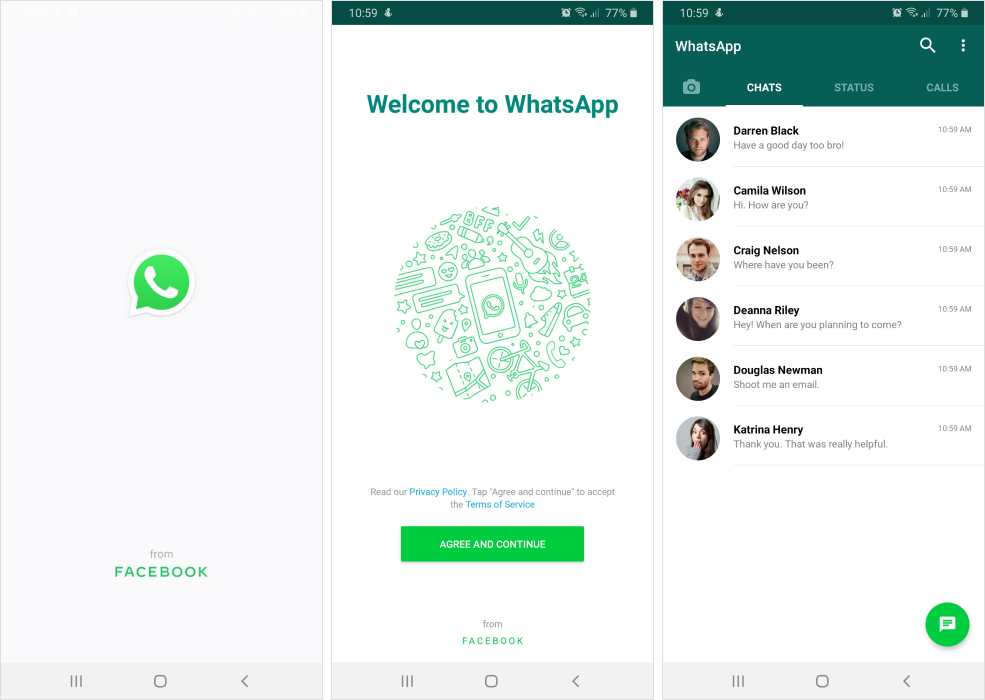 from
FACEBOOK
10:59 77%
Welcome to WhatsApp
BFF
24
Read our Privacy Policy. Tap "Agree and continue" to accept
the Terms of Service
AGREE AND CONTINUE
from
FACEBOOK
10:59 77%
WhatsApp
CHATS STATUS CALLS
Darren Black 10:59 AM
Have a good day too bro!
Camila Wilson 10:59 AM
Hi. How are you?
Craig Nelson 10:59 AM
Where have you been?
Deanna Riley 10:59 AM
Hey! When are you planning to come?
Douglas Newman 10:59 AM
Shoot me an email.
Katrina Henry 10:59 AM
Thank you. That was really helpful.